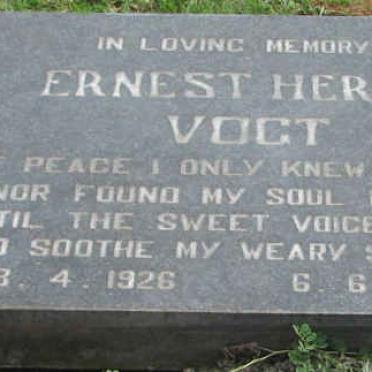 IN LOVING MEMORY
ERNEST HER
VOGT
PEACE I ONLY KNEW
NOR FOUND MY SOUL
TIL THE SWEET VOICE
SOOTHE MY WEARY S
3 . 4 . 1926 6 . 6